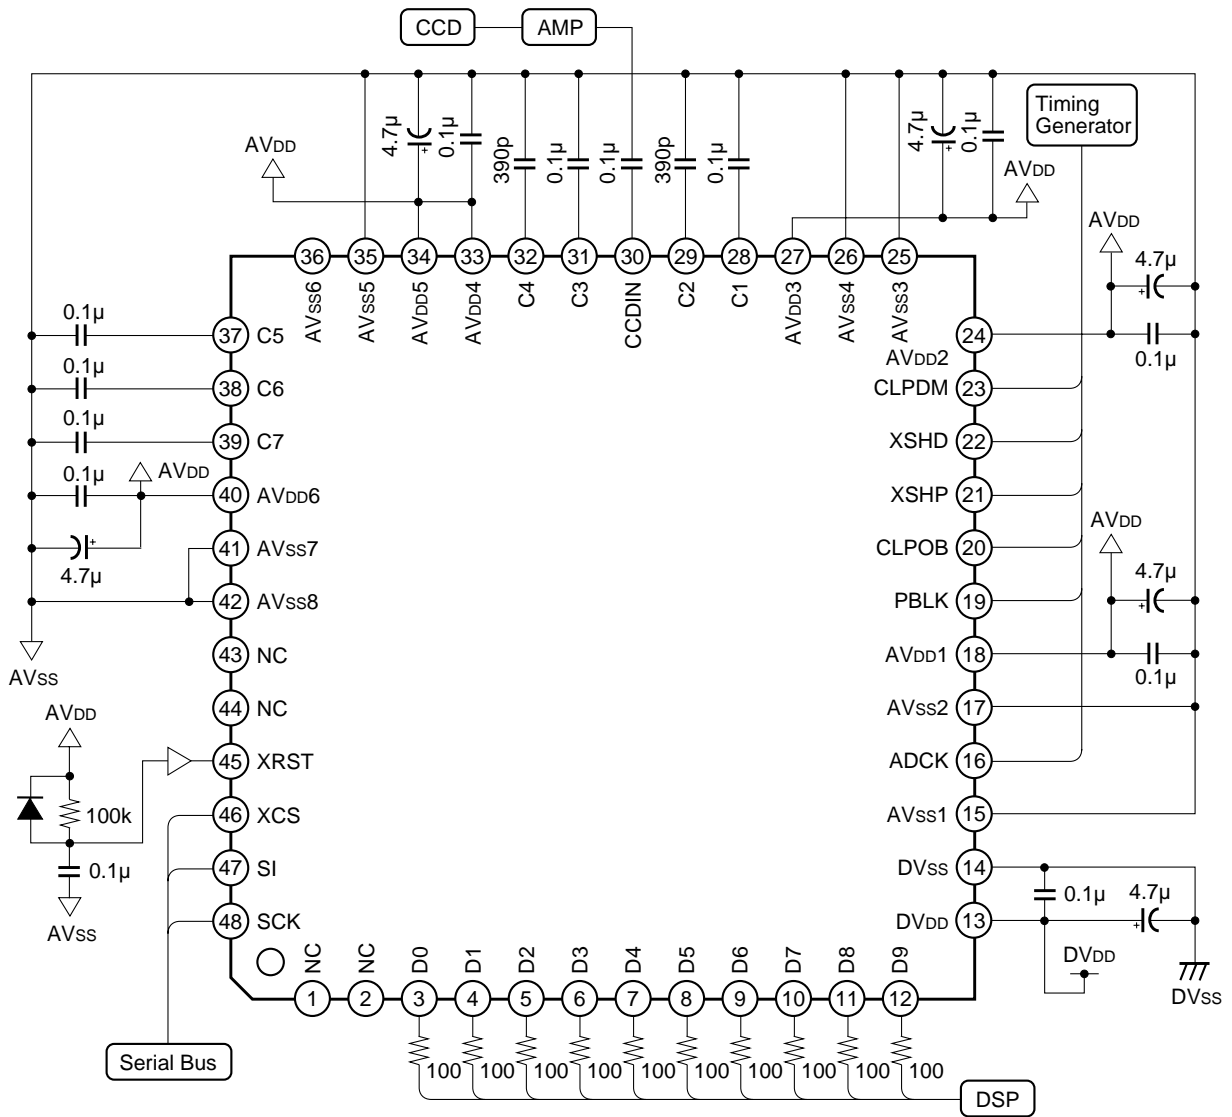 CCD
AMP
Timing
Generator
AVDD
4.7µ
0.1µ
390p
0.1µ
0.1µ
390p
0.1µ
4.7µ
0.1µ
AVDD
36
35
34
33
32
31
30
29
28
27
26
25
AVSS6
AVSS5
AVDD5
AVDD4
C4
C3
CCDIN
C2
C1
AVDD3
AVSS4
AVSS3
AVDD
4.7µ
+
0.1µ
24
AVDD2
0.1µ
37
C5
0.1µ
38
C6
CLPDM
23
0.1µ
39
C7
XSHD
22
0.1µ
AVDD
40
AVDD6
XSHP
21
+
4.7µ
41
AVSS7
CLPOB
20
AVDD
4.7µ
+
42
AVSS8
PBLK
19
AVSS
43
NC
AVDD1
18
0.1µ
44
NC
AVSS2
17
AVDD
45
XRST
ADCK
16
100k
46
XCS
AVSS1
15
0.1µ
47
SI
DVSS
14
0.1µ
4.7µ
+
AVSS
48
SCK
DVDD
13
DVDD
DVSS
NC
NC
D0
D1
D2
D3
D4
D5
D6
D7
D8
D9
1
2
3
4
5
6
7
8
9
10
11
12
100
100
100
100
100
100
100
100
100
100
Serial Bus
DSP